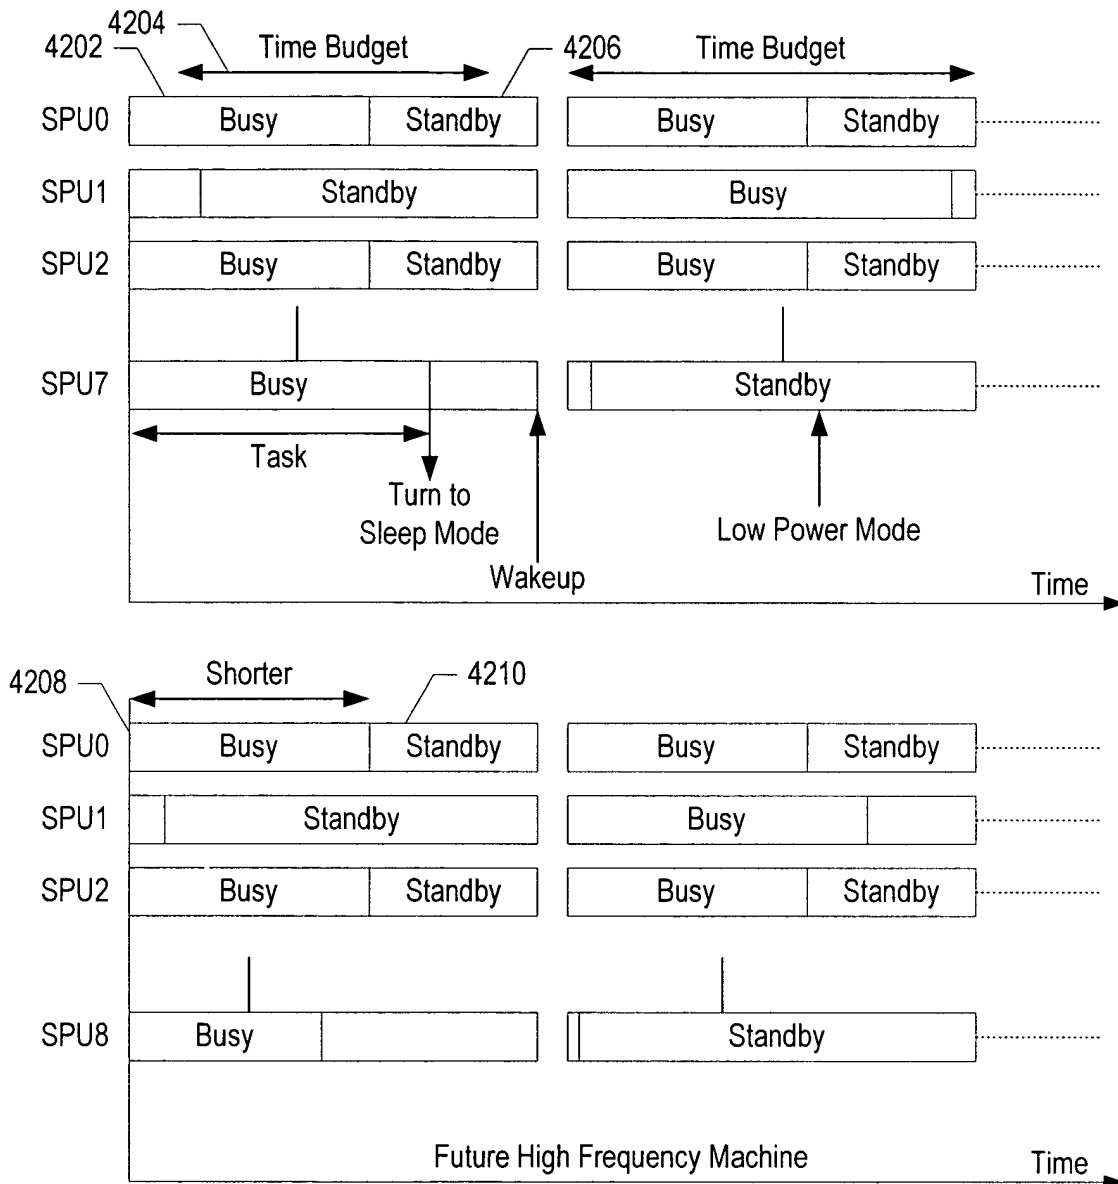 4204
4202 Time Budget 4206 Time Budget
SPU0 Busy Standby Busy Standby
SPU1 Standby Busy
SPU2 Busy Standby Busy Standby
SPU7 Busy Standby
Task
Turn to
Sleep Mode Low Power Mode
Wakeup
Time
4208 Shorter 4210
SPU0 Busy Standby Busy Standby
SPU1 Standby Busy
SPU2 Busy Standby Busy Standby
SPU8 Busy Standby
Future High Frequency Machine Time